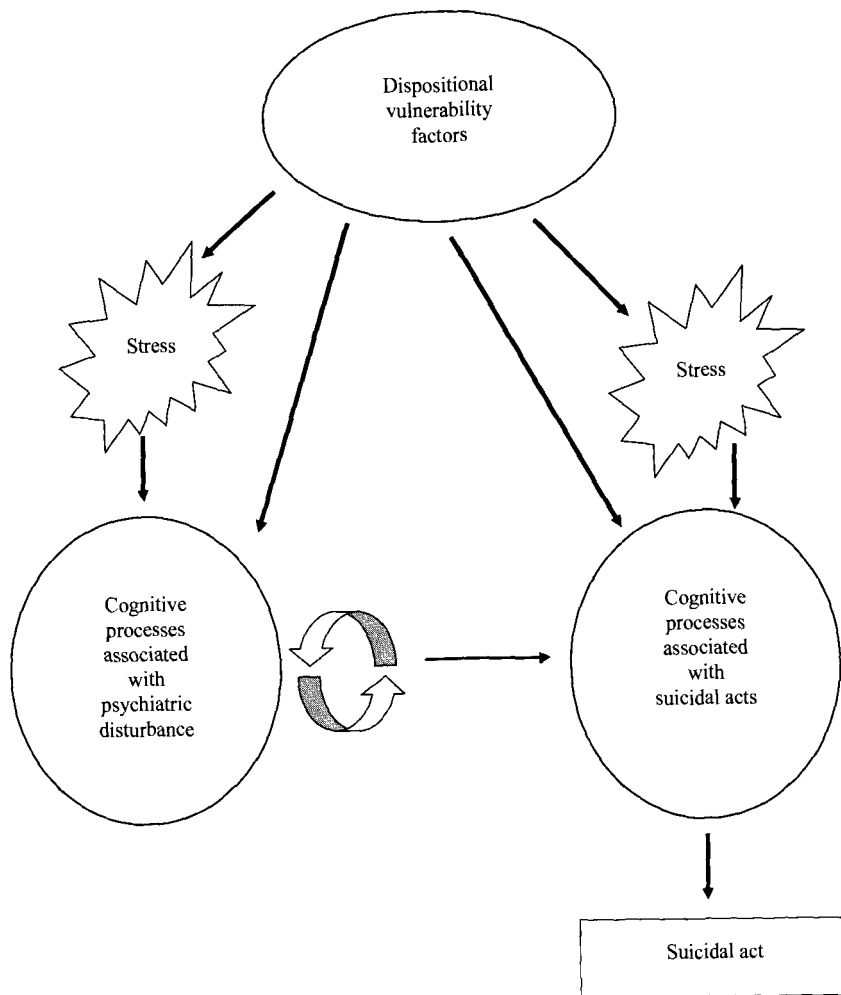 Dispositional
vulnerability
factors
Stress
Stress
Cognitive
processes
associated
with
psychiatric
disturbance
Cognitive
processes
associated
with
suicidal acts
Suicidal act